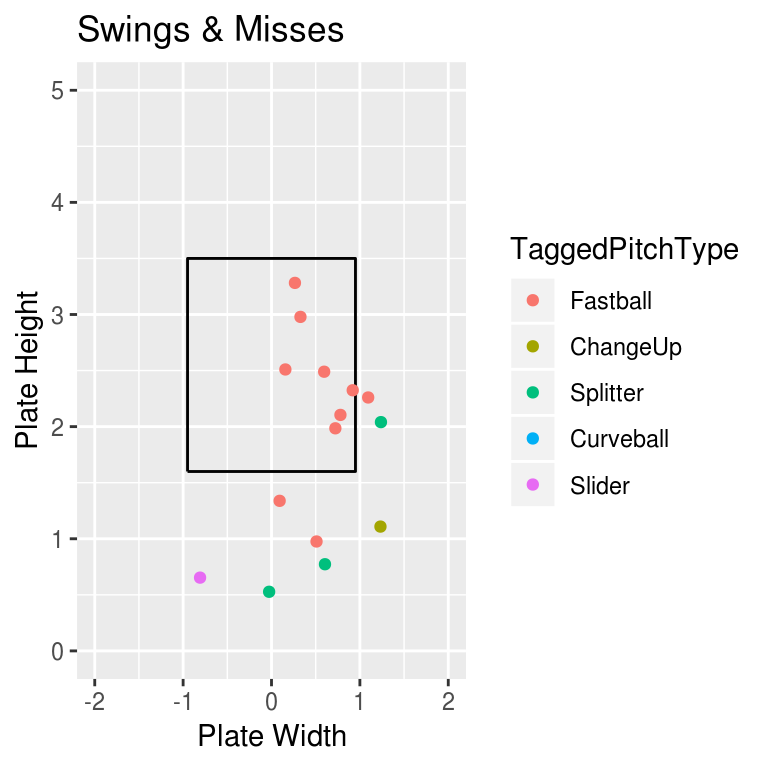 Swings & Misses
5
4
3
2
1
0
Plate Height
-2 -1 0 1 2
Plate Width
TaggedPitchType
Fastball
ChangeUp
Splitter
Curveball
Slider